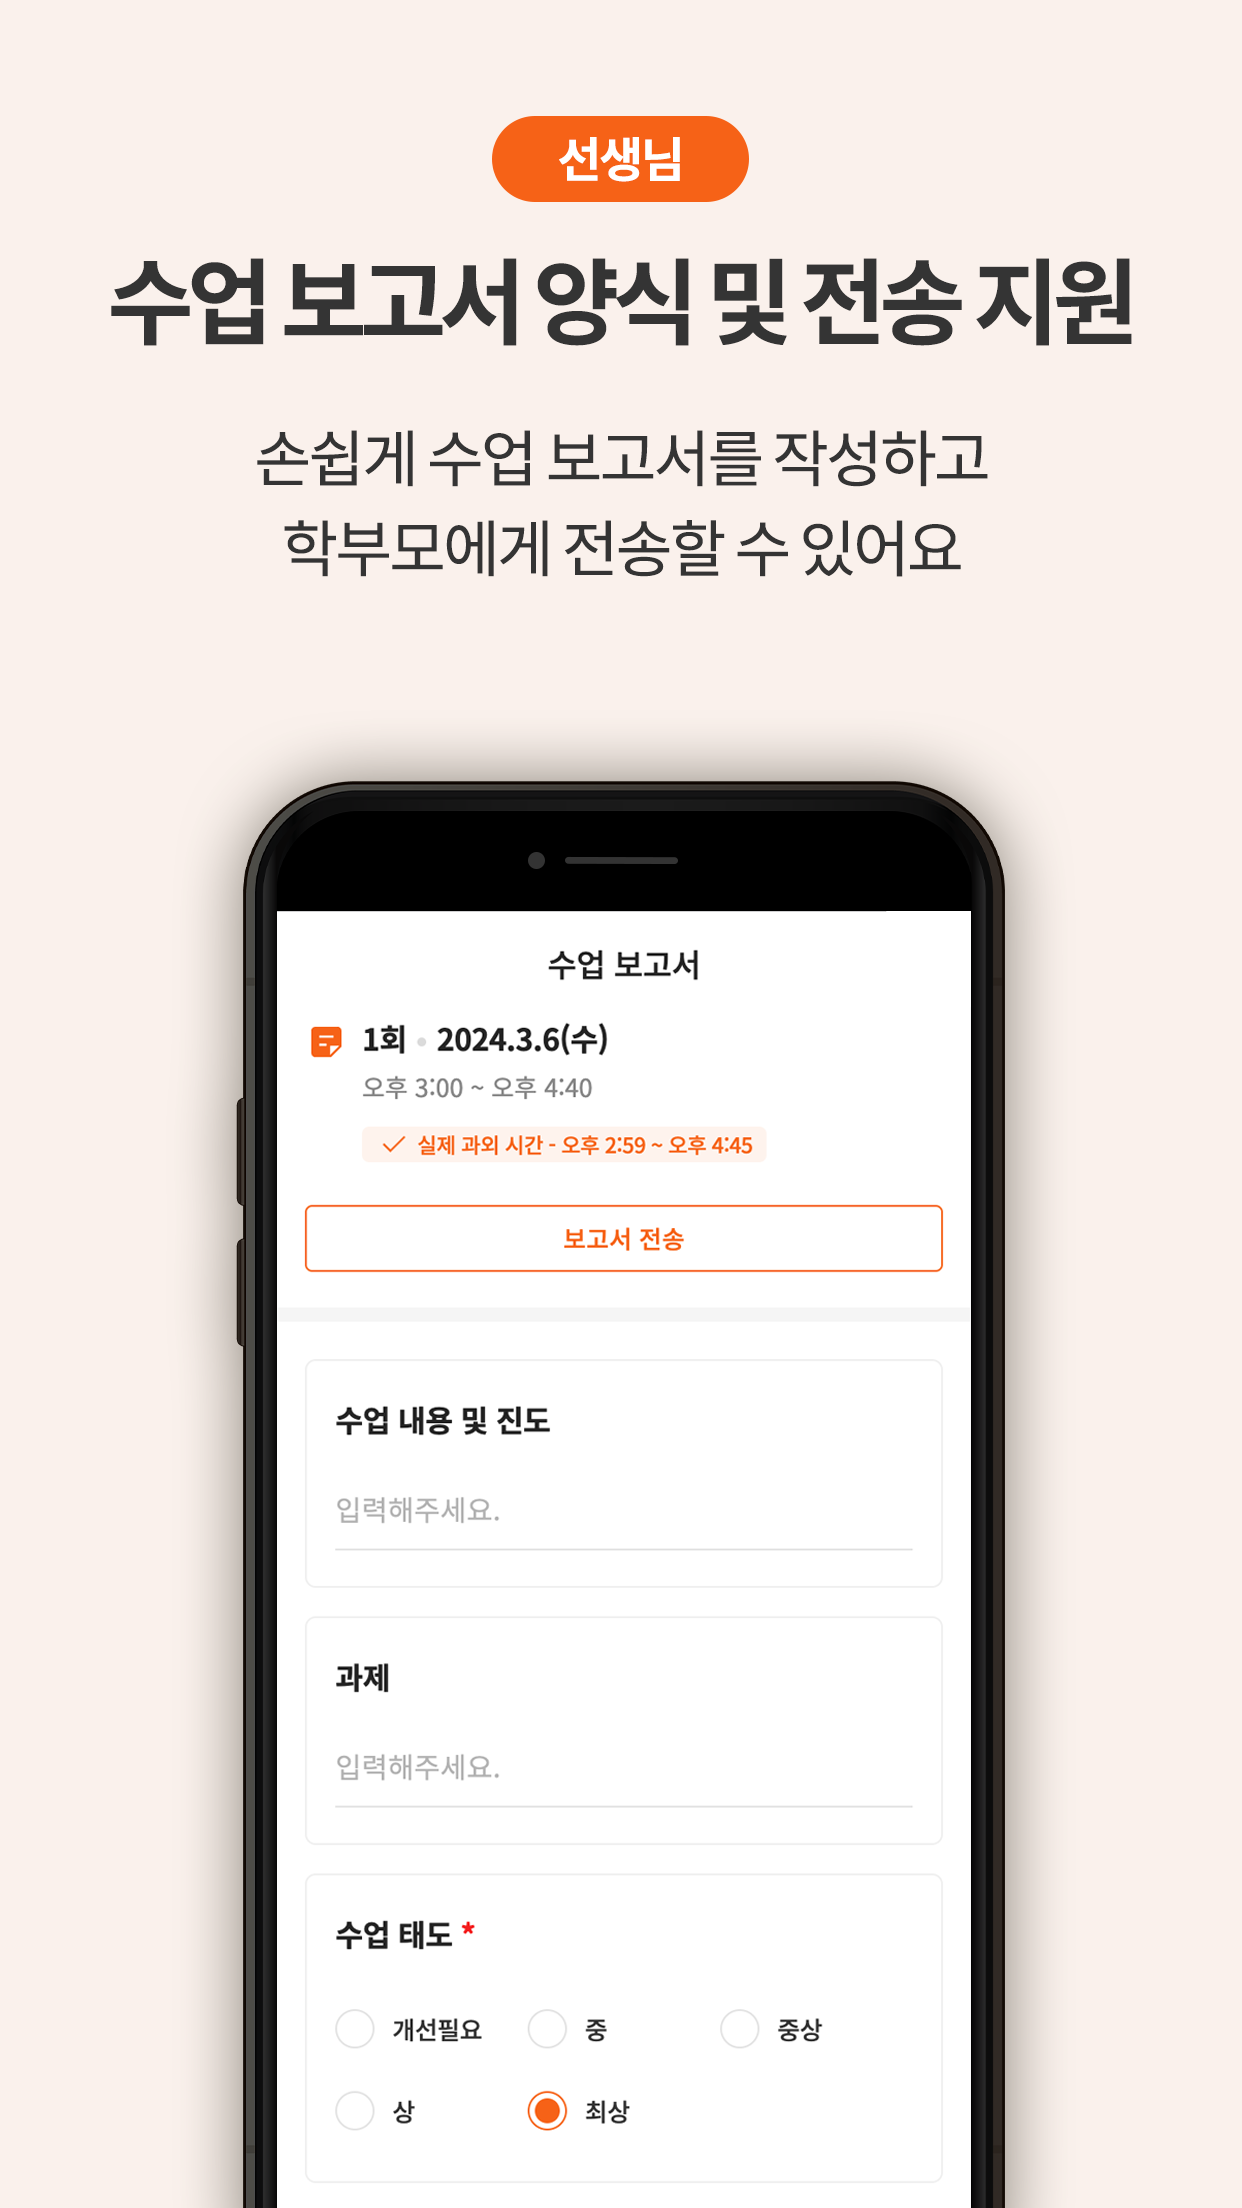 선생님
수업 보고서 양식 및 전송 지원
손쉽게 수업 보고서를 작성하고
학부모에게 전송할 수 있어요
수업 보고서
1회 • 2024.3.6(수)
오후 3:00 ~ 오후 4:40
실제 과외 시간 - 오후 2:59 ~ 오후 4:45
보고서 전송
수업 내용 및 진도
입력해주세요.
과제
입력해주세요.
수업 태도 *
개선필요 중 중상
상 최상